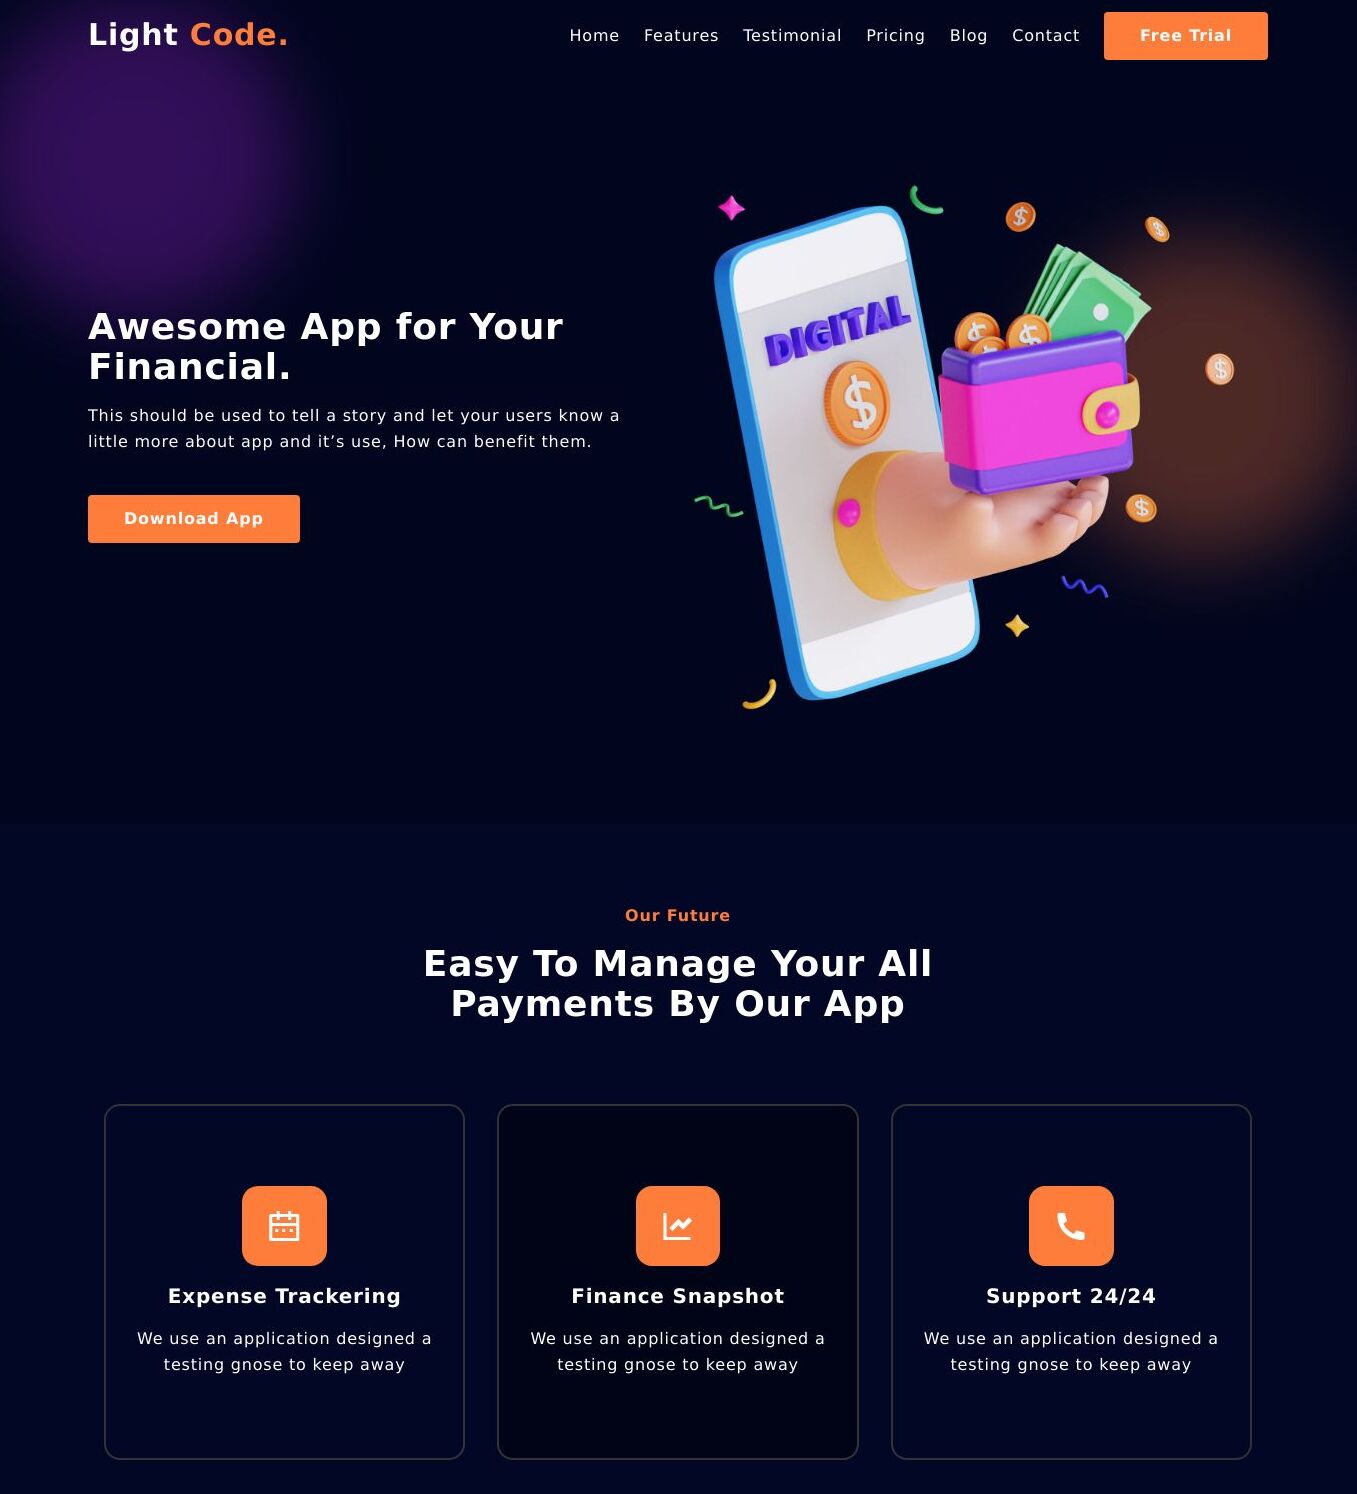 Light Code.
Home Features Testimonial Pricing Blog Contact Free Trial
DIGITAL
Awesome App for Your
Financial.
This should be used to tell a story and let your users know a
little more about app and it’s use, How can benefit them.
Download App
Our Future
Easy To Manage Your All
Payments By Our App
Expense Trackering
We use an application designed a
testing gnose to keep away
Finance Snapshot
We use an application designed a
testing gnose to keep away
Support 24/24
We use an application designed a
testing gnose to keep away